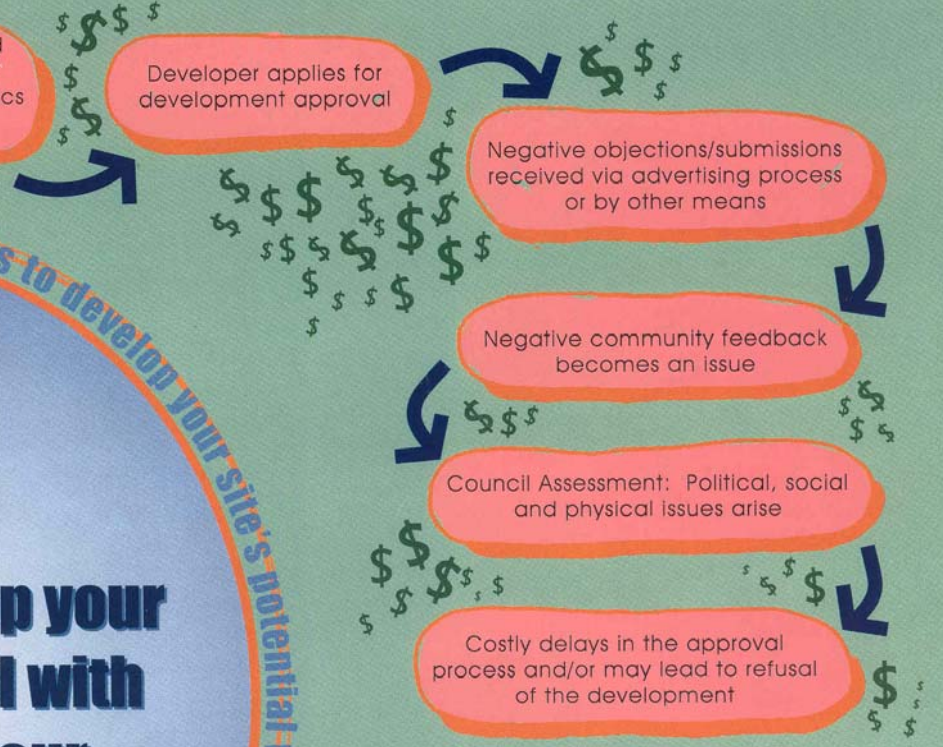 cs
Developer applies for
development approval
Negative objections/submissions
received via advertising process
or by other means
Negative community feedback
becomes an issue
Council Assessment: Political, social
and physical issues arise
Costly delays in the approval
process and/or may lead to refusal
of the development
s to develop your site's potential
p your
l with
our